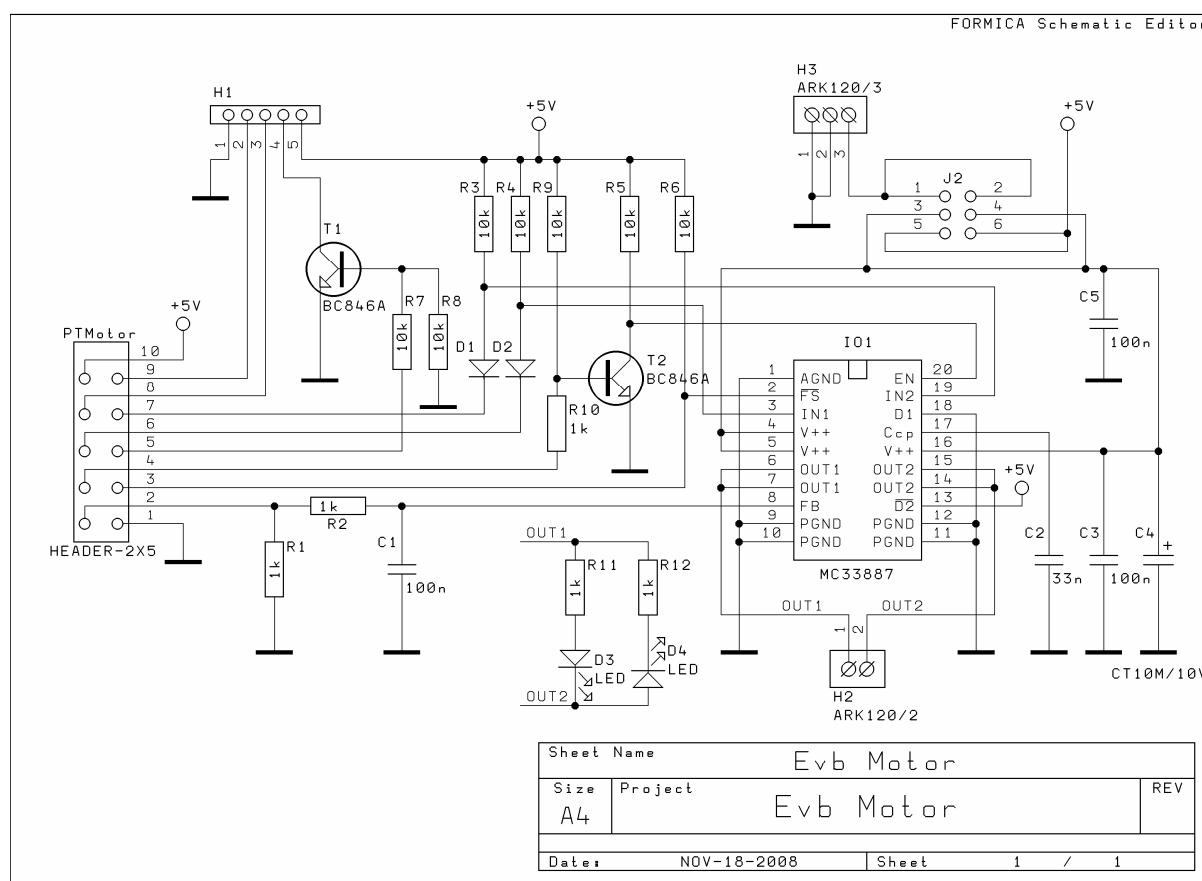 FORMICA Schematic Editor
H3
ARK120/3
H1
+5V
+5V
1 2 3 4 5
1 2 3
R3 R4 R9 R5 R6
J2
1 2
3 4
5 6
10k 10k 10k 10k 10k
T1
BC846A
R7 R8
10k 10k
C5
100n
+5V
PTMotor
10
9
8
7
6
5
4
3
2
1
HEADER-2X5
D1 D2
T2
BC846A
R10
1k
IO1
1 AGND EN 20
2 FS IN2 19
3 IN1 D1 18
4 V++ Ccp 17
5 V++ V++ 16
6 OUT1 OUT2 15
7 OUT1 OUT2 14
8 FB D2 13
9 PGND PGND 12
10 PGND PGND 11
MC33887
+5V
1k
R2
R1
1k
C1
100n
OUT1
R11 R12
1k 1k
D3
LED
D4
LED
OUT2
OUT1 OUT2
1 2
H2
ARK120/2
C2
33n
C3
100n
C4
+
CT10M/10V
Sheet Name
Evb Motor
Size
A4
Project
Evb Motor
REV
Date: NOV-18-2008 Sheet 1 / 1